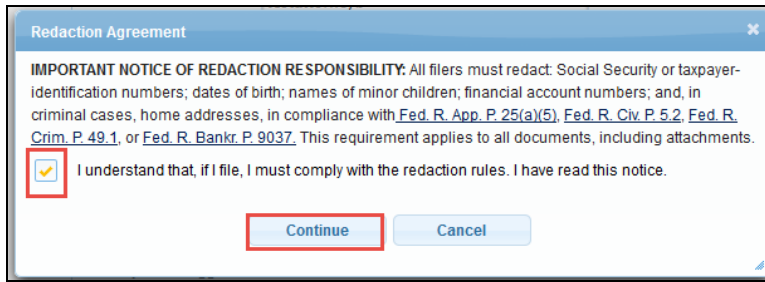 Redaction Agreement
IMPORTANT NOTICE OF REDACTION RESPONSIBILITY: All filers must redact: Social Security or taxpayer-
identification numbers; dates of birth; names of minor children; financial account numbers; and, in
criminal cases, home addresses, in compliance with Fed. R. App. P. 25(a)(5), Fed. R. Civ. P. 5.2, Fed. R.
Crim. P. 49.1, or Fed. R. Bankr. P. 9037. This requirement applies to all documents, including attachments.
I understand that, if I file, I must comply with the redaction rules. I have read this notice.
Continue Cancel